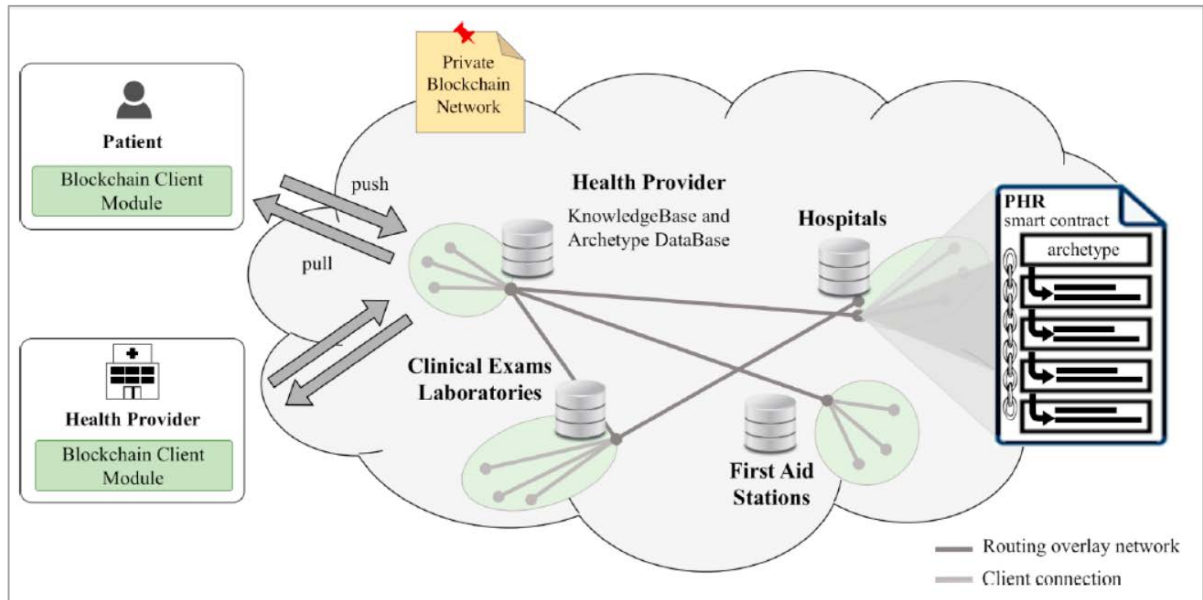 Private
Blockchain
Network
Patient
Blockchain Client
Module
push
pull
Health Provider
KnowledgeBase and
Archetype DataBase
Hospitals
PHR
smart contract
archetype
Clinical Exams
Laboratories
First Aid
Stations
Health Provider
Blockchain Client
Module
Routing overlay network
Client connection